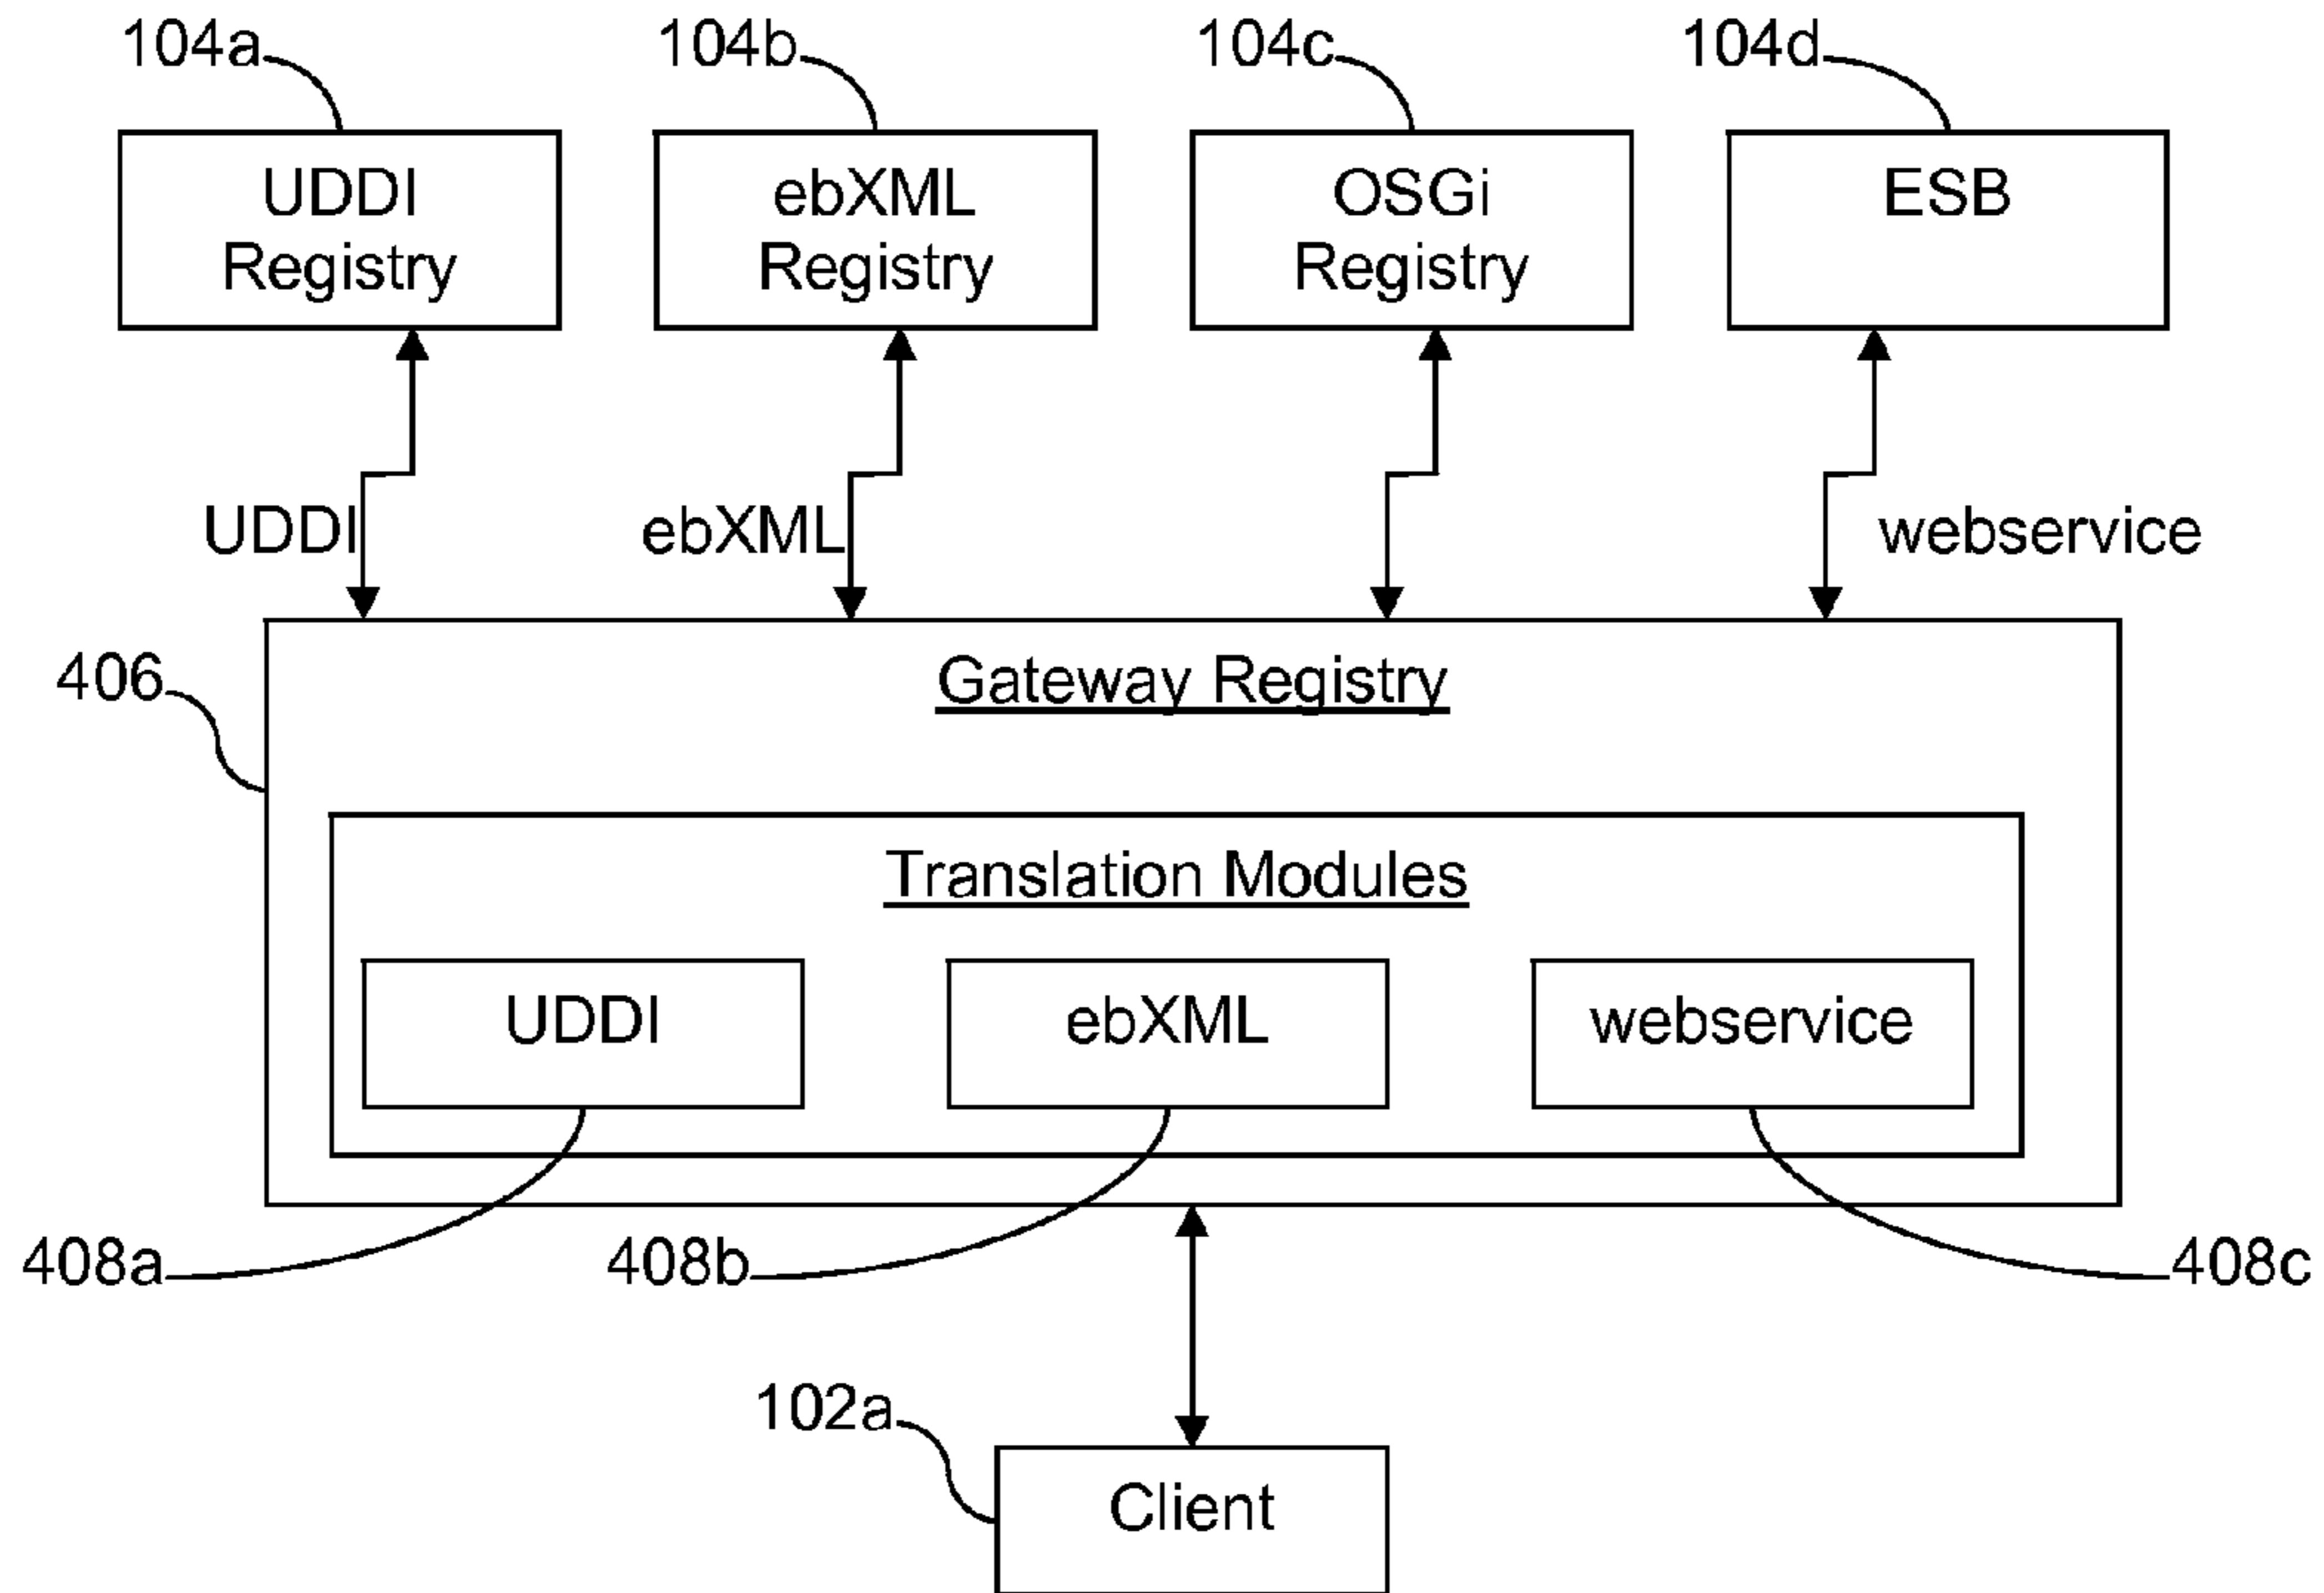 104a
104b
104c
104d
UDDI
Registry
ebXML
Registry
OSGi
Registry
ESB
UDDI
ebXML
webservice
406
Gateway Registry
Translation Modules
UDDI
ebXML
webservice
408a
408b
408c
102a
Client